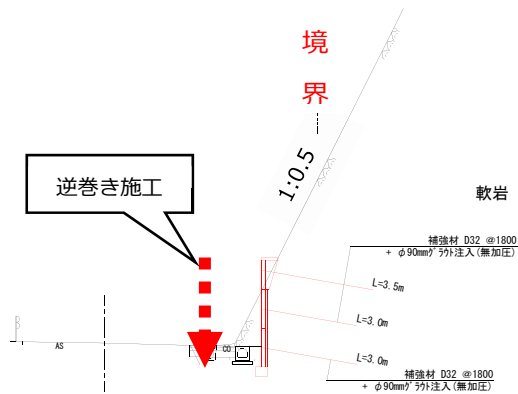 境
界
1:0.5
逆巻き施工
軟岩
補強材 D32 @1800
+ φ90mmｸﾞﾗｳﾄ注入(無加圧)
L=3.5m
L=3.0m
AS
CO
L=3.0m
補強材 D32 @1800
+ φ90mmｸﾞﾗｳﾄ注入(無加圧)